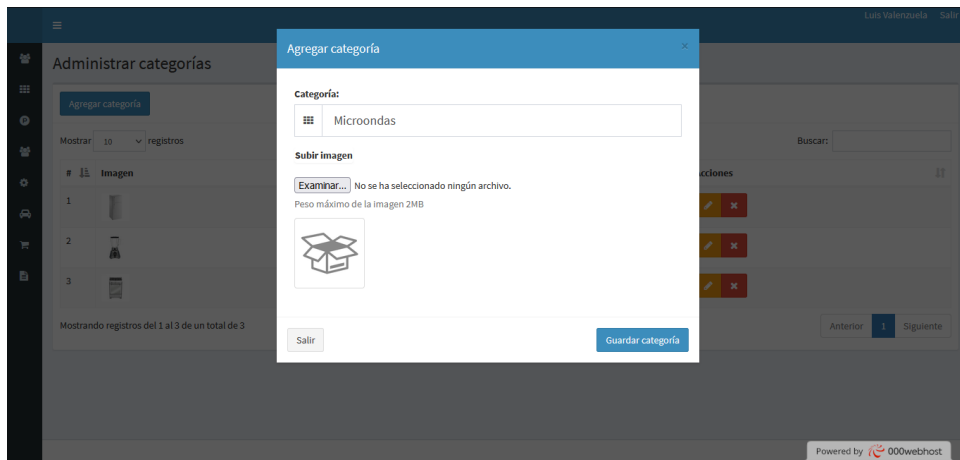 Luis Valenzuela Salir
Agregar categoría ×
Administrar categorías
Agregar categoría
Categoría:
Microondas
Mostrar 10 registros
Buscar:
Subir imagen
# Imagen
cciones
Examinar... No se ha seleccionado ningún archivo.
Peso máximo de la imagen 2MB
1
2
3
Mostrando registros del 1 al 3 de un total de 3
Anterior 1 Siguiente
Salir
Guardar categoría
Powered by 000webhost